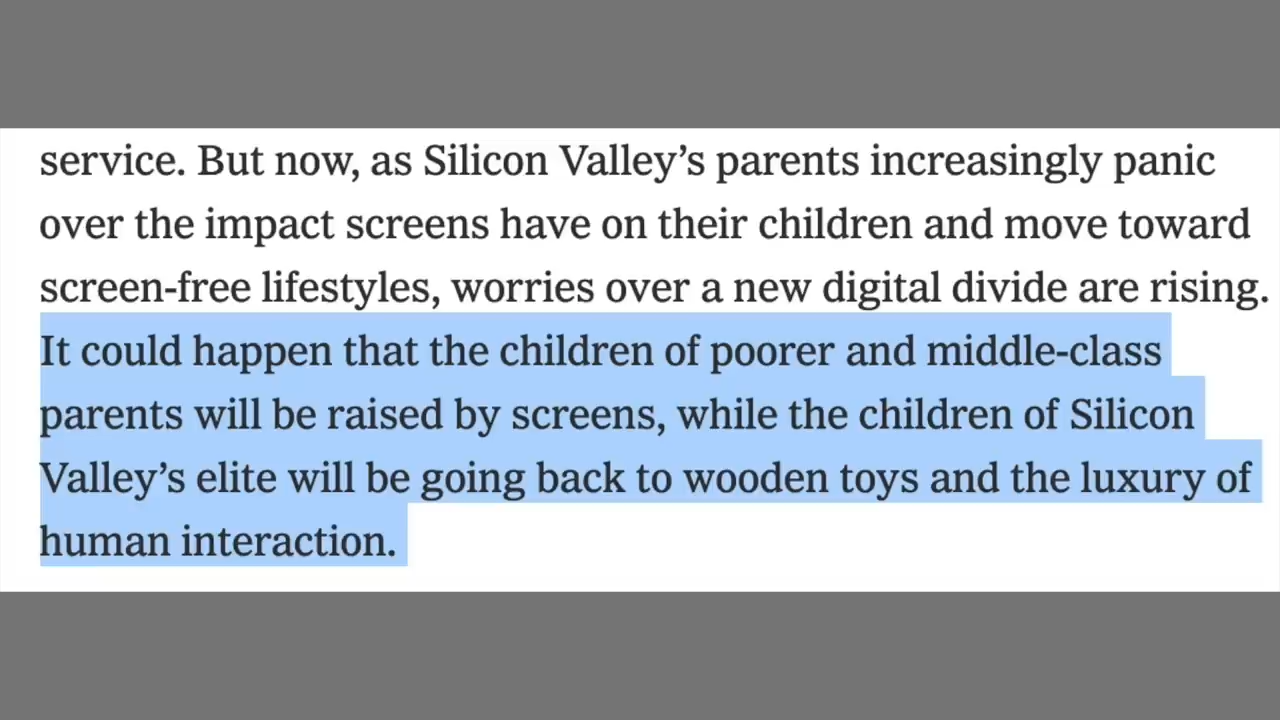 service. But now, as Silicon Valley’s parents increasingly panic
over the impact screens have on their children and move toward
screen-free lifestyles, worries over a new digital divide are rising.
It could happen that the children of poorer and middle-class
parents will be raised by screens, while the children of Silicon
Valley’s elite will be going back to wooden toys and the luxury of
human interaction.